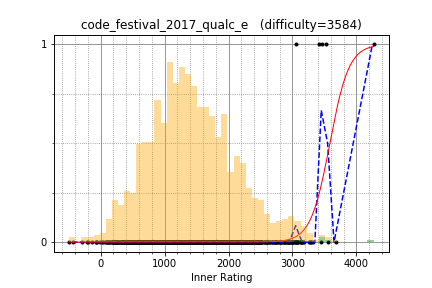 code_festival_2017_qualc_e (difficulty=3584)
1
0
0 1000 2000 3000 4000
Inner Rating